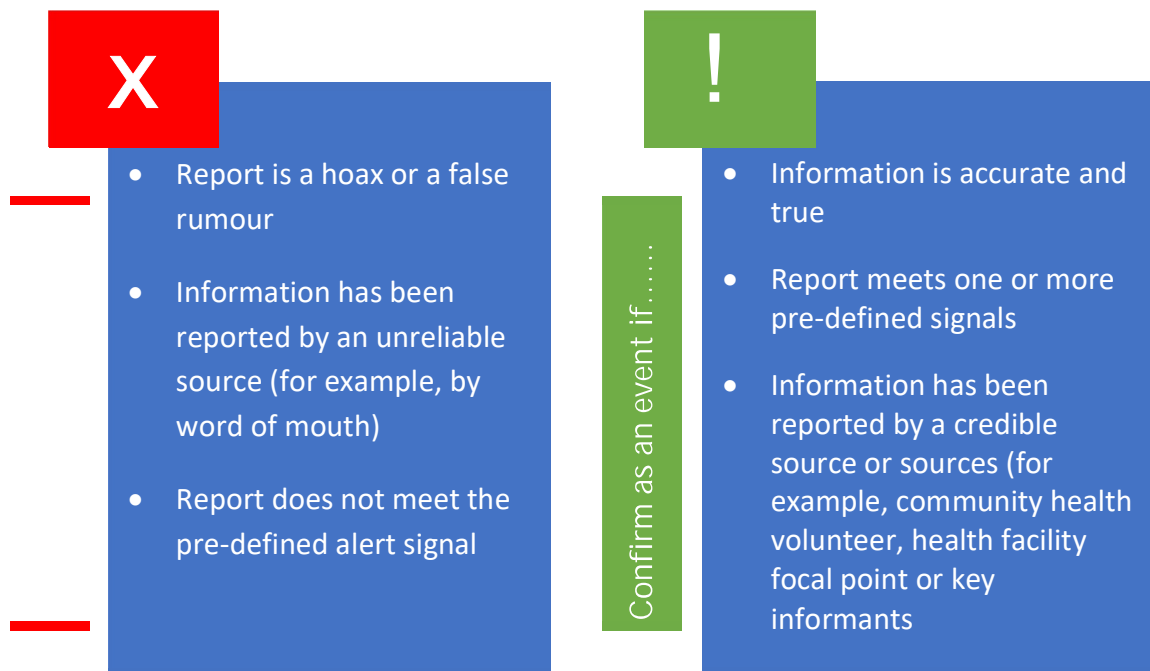 X
• Report is a hoax or a false
rumour
• Information has been
reported by an unreliable
source (for example, by
word of mouth)
• Report does not meet the
pre-defined alert signal
!
Confirm as an event if......
• Information is accurate and
true
• Report meets one or more
pre-defined signals
• Information has been
reported by a credible
source or sources (for
example, community health
volunteer, health facility
focal point or key
informants